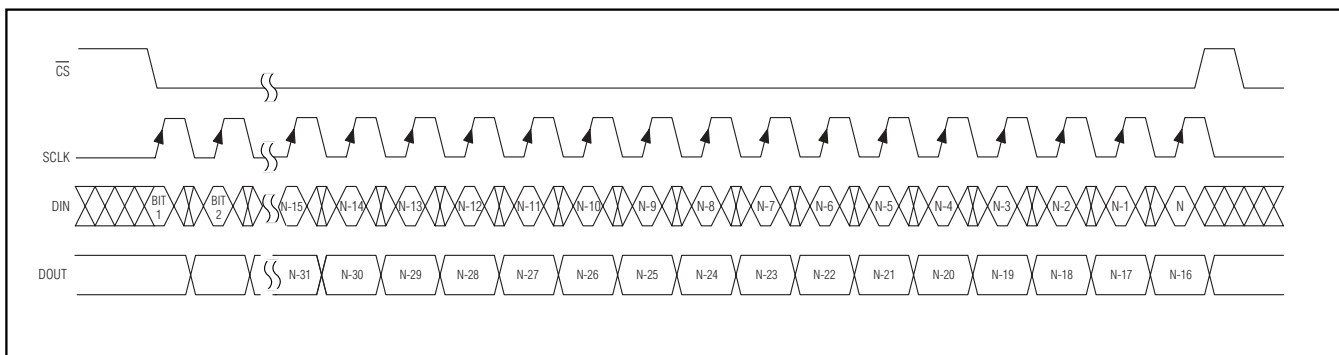 CS
SCLK
DIN BIT 1 BIT 2 N-15 N-14 N-13 N-12 N-11 N-10 N-9 N-8 N-7 N-6 N-5 N-4 N-3 N-2 N-1 N
DOUT N-31 N-30 N-29 N-28 N-27 N-26 N-25 N-24 N-23 N-22 N-21 N-20 N-19 N-18 N-17 N-16